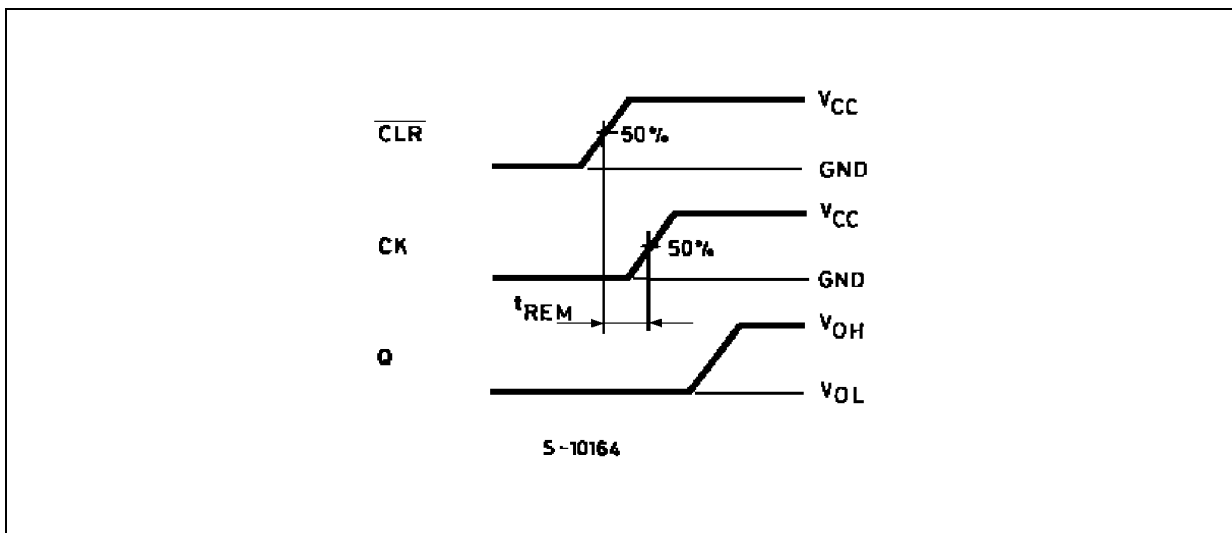 V_CC
CLR
50%
GND
V_CC
CK
50%
GND
t_REM
V_OH
Q
V_OL
S-10164